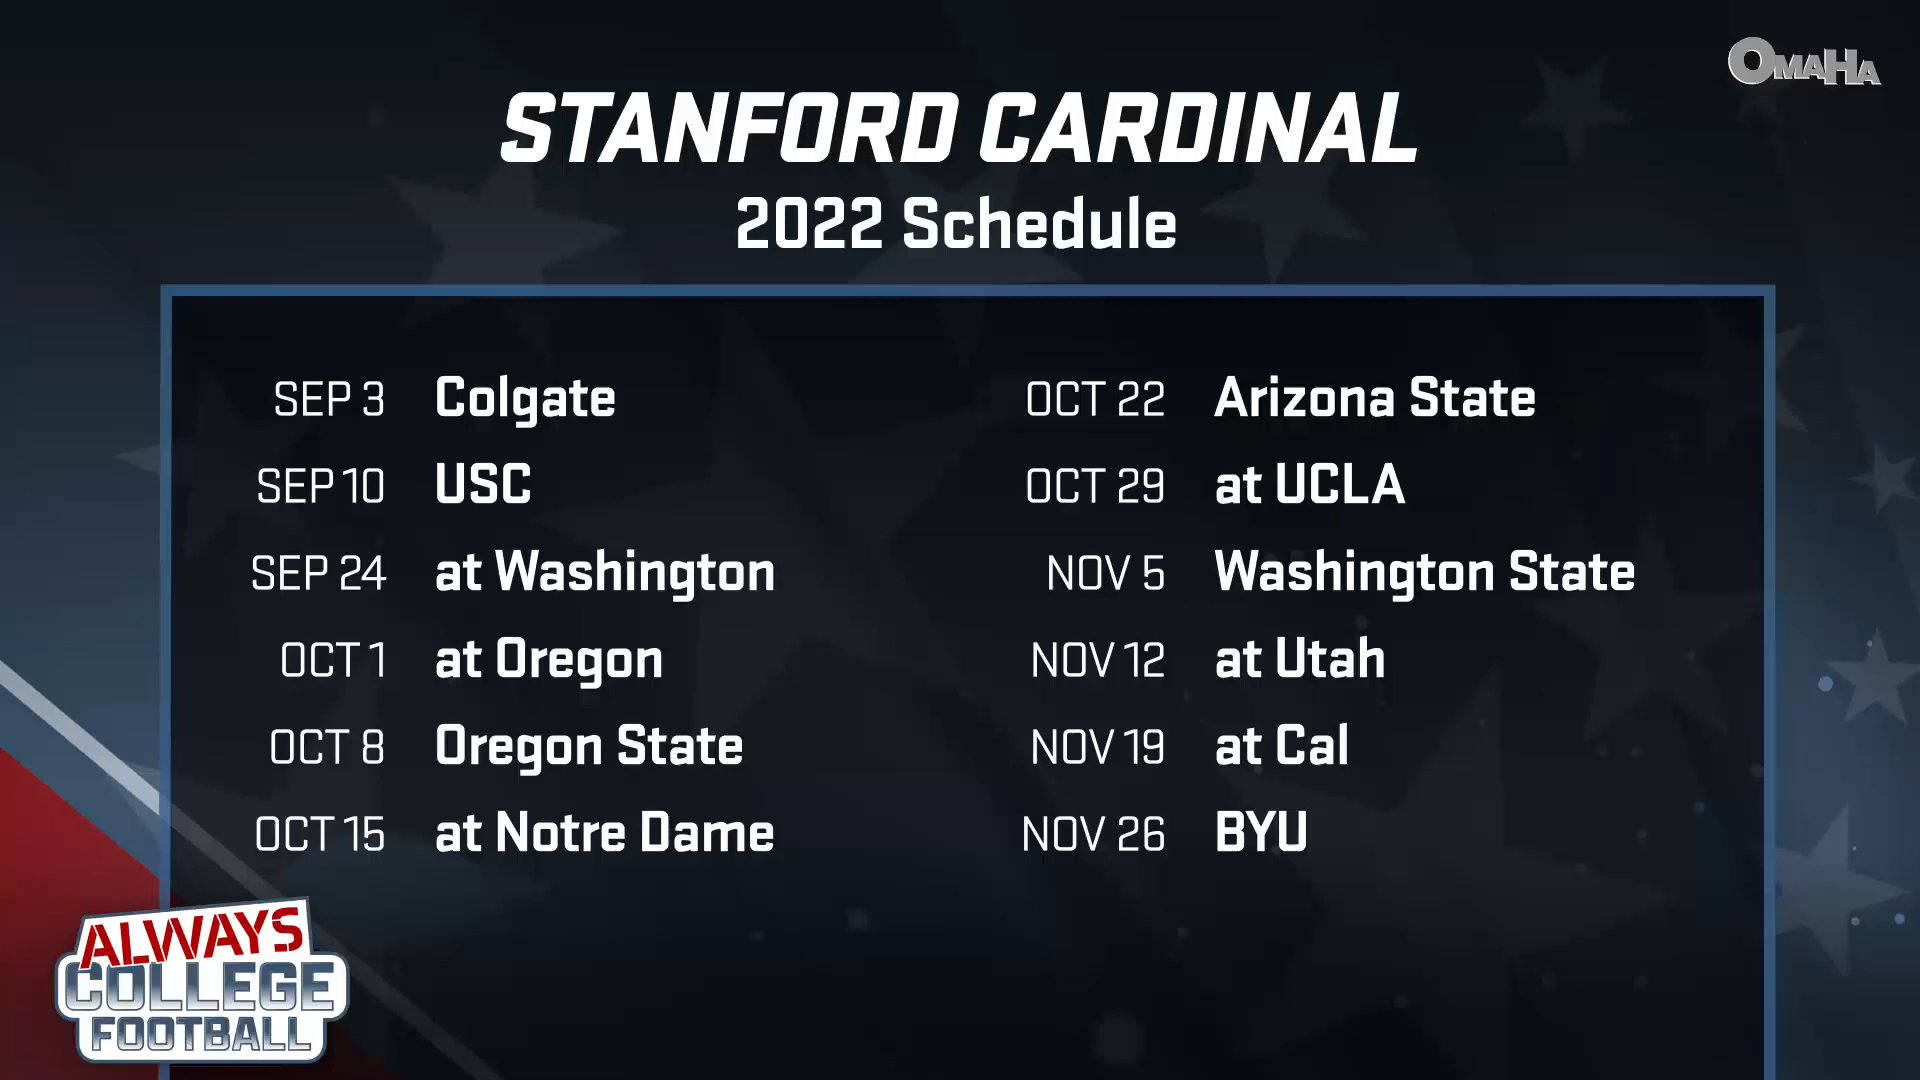 OMAHA
STANFORD CARDINAL
2022 Schedule
SEP 3 Colgate
SEP 10 USC
SEP 24 at Washington
OCT 1 at Oregon
OCT 8 Oregon State
OCT 15 at Notre Dame
OCT 22 Arizona State
OCT 29 at UCLA
NOV 5 Washington State
NOV 12 at Utah
NOV 19 at Cal
NOV 26 BYU
ALWAYS
COLLEGE
FOOTBALL